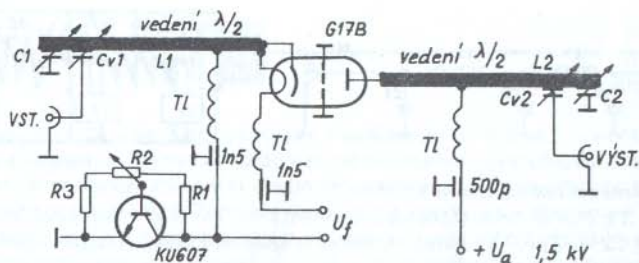 vedení λ/2
G17B
C1
Cv1
L1
vedení λ/2
L2
Cv2
C2
VST.
Tl
Tl
Tl
VÝST.
1n5
1n5
500p
R2
R3
R1
KU607
Uf
+Ua 1,5 kV